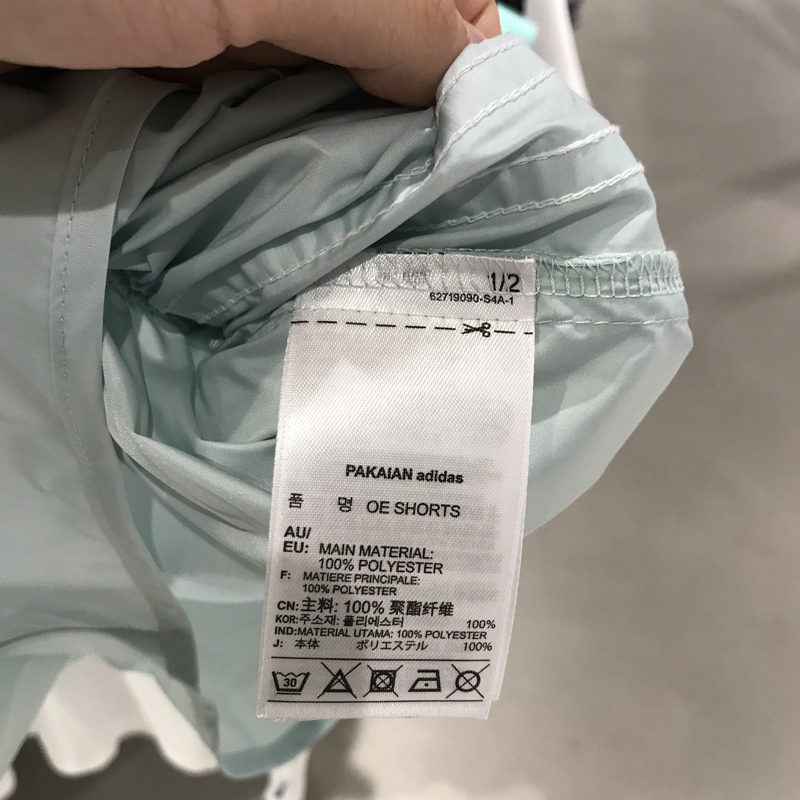 1/2
62719090-S4A-1
PAKAIAN adidas
품 명 OE SHORTS
AU/
EU: MAIN MATERIAL:
100% POLYESTER
F: MATIERE PRINCIPALE:
100% POLYESTER
CN:主料: 100% 聚酯纤维
KOR:주소재: 폴리에스터 100%
IND:MATERIAL UTAMA: 100% POLYESTER
J: 本体 ポリエステル 100%
30